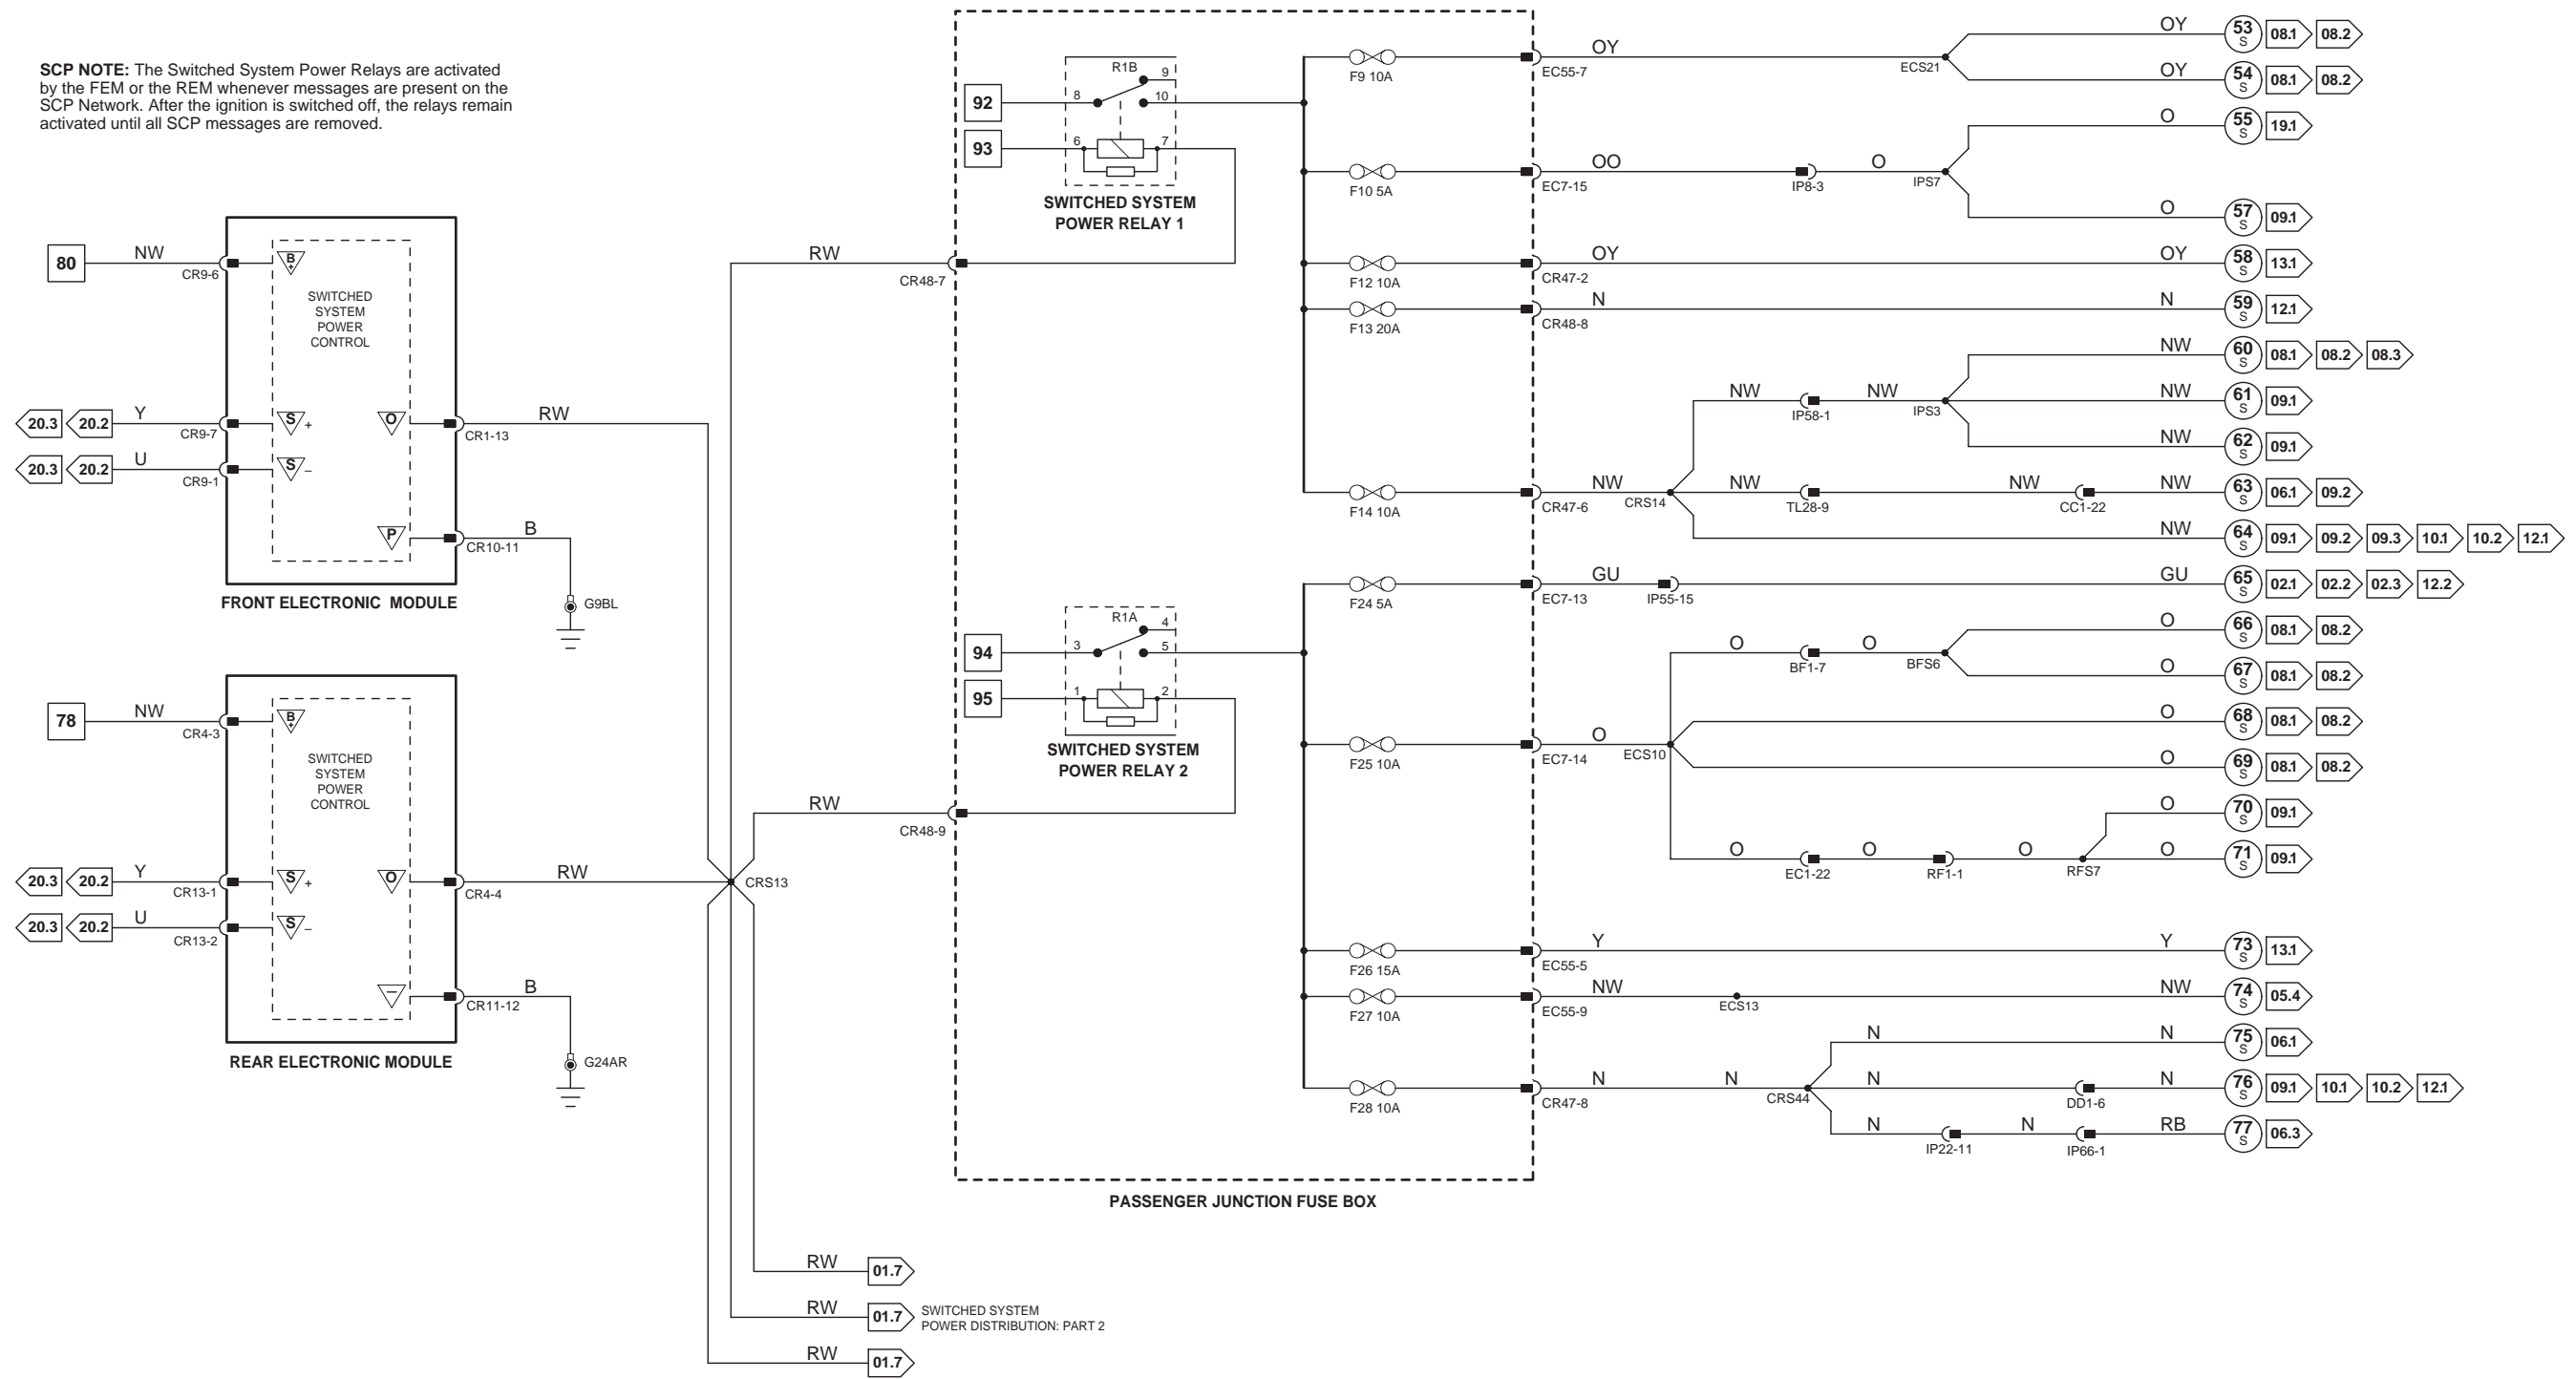 SCP NOTE: The Switched System Power Relays are activated
by the FEM or the REM whenever messages are present on the
SCP Network. After the ignition is switched off, the relays remain
activated until all SCP messages are removed.
80
NW
CR9-6
B
+
SWITCHED
SYSTEM
POWER
CONTROL
20.3
20.2
Y
CR9-7
S
+
O
CR1-13
RW
20.3
20.2
U
CR9-1
S
–
P
CR10-11
B
G9BL
FRONT ELECTRONIC MODULE
78
NW
CR4-3
B
+
SWITCHED
SYSTEM
POWER
CONTROL
20.3
20.2
Y
CR13-1
S
+
O
CR4-4
RW
CRS13
20.3
20.2
U
CR13-2
S
–
–
CR11-12
B
G24AR
REAR ELECTRONIC MODULE
RW
CR48-7
RW
CR48-9
RW
01.7
RW
01.7
SWITCHED SYSTEM
POWER DISTRIBUTION: PART 2
RW
01.7
92
93
R1B
8
9
10
6
7
SWITCHED SYSTEM
POWER RELAY 1
94
95
R1A
3
4
5
1
2
SWITCHED SYSTEM
POWER RELAY 2
PASSENGER JUNCTION FUSE BOX
F9 10A
EC55-7
OY
ECS21
OY
53
S
08.1
08.2
OY
54
S
08.1
08.2
F10 5A
EC7-15
OO
IP8-3
O
IPS7
O
55
S
19.1
O
57
S
09.1
F12 10A
CR47-2
OY
OY
58
S
13.1
F13 20A
CR48-8
N
N
59
S
12.1
F14 10A
CR47-6
NW
CRS14
NW
IP58-1
NW
IPS3
NW
60
S
08.1
08.2
08.3
NW
61
S
09.1
NW
62
S
09.1
NW
TL28-9
NW
CC1-22
NW
63
S
06.1
09.2
NW
64
S
09.1
09.2
09.3
10.1
10.2
12.1
F24 5A
EC7-13
GU
IP55-15
GU
65
S
02.1
02.2
02.3
12.2
F25 10A
EC7-14
O
ECS10
O
BF1-7
O
BFS6
O
66
S
08.1
08.2
O
67
S
08.1
08.2
O
68
S
08.1
08.2
O
69
S
08.1
08.2
O
EC1-22
O
RF1-1
O
RFS7
O
70
S
09.1
O
71
S
09.1
F26 15A
EC55-5
Y
Y
73
S
13.1
F27 10A
EC55-9
NW
ECS13
NW
74
S
05.4
F28 10A
CR47-8
N
N
CRS44
N
N
75
S
06.1
N
DD1-6
N
76
S
09.1
10.1
10.2
12.1
N
IP22-11
N
IP66-1
RB
77
S
06.3